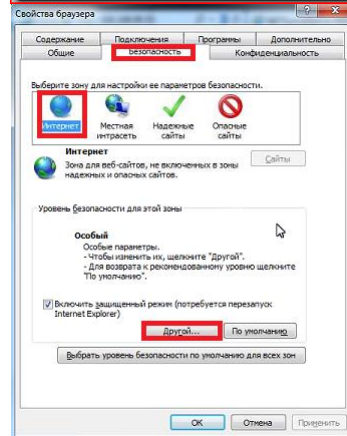 Свойства браузера
Содержание Подключения Программы Дополнительно
Общие Безопасность Конфиденциальность
Выберите зону для настройки ее параметров безопасности.
Интернет Местная интрасеть Надежные сайты Опасные сайты
Интернет
Зона для веб-сайтов, не включенных в зоны
надежных и опасных сайтов.
Сайты
Уровень безопасности для этой зоны
Особый
Особые параметры.
- Чтобы изменить их, щелкните "Другой".
- Для возврата к рекомендованному уровню щелкните
"По умолчанию".
Включить защищенный режим (потребуется перезапуск
Internet Explorer)
Другой... По умолчанию
Выбрать уровень безопасности по умолчанию для всех зон
OK Отмена Применить